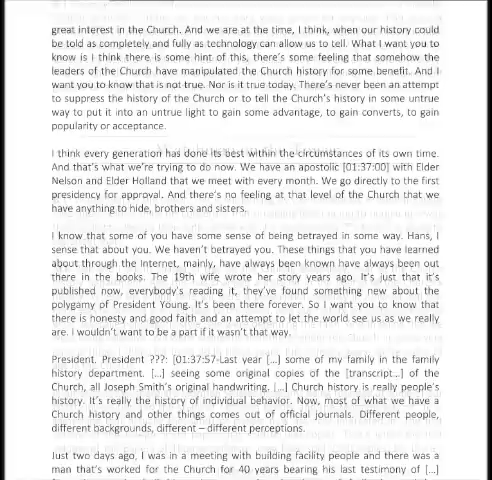 great interest in the Church. And we are at the time, I think, when our history could
be told as completely and fully as technology can allow us to tell. What I want you to
know is I think there is some hint of this, there's some feeling that somehow the
leaders of the Church have manipulated the Church history for some benefit. And I
want you to know that is not true. Nor is it true today. There's never been an attempt
to suppress the history of the Church or to tell the Church's history in some untrue
way to put it into an untrue light to gain some advantage, to gain converts, to gain
popularity or acceptance.
I think every generation has done its best within the circumstances of its own time.
And that's what we're trying to do now. We have an apostolic [01:37:00] with Elder
Nelson and Elder Holland that we meet with every month. We go directly to the first
presidency for approval. And there's no feeling at that level of the Church that we
have anything to hide, brothers and sisters.
I know that some of you have some sense of being betrayed in some way. Hans, I
sense that about you. We haven't betrayed you. These things that you have learned
about through the Internet, mainly, have always been known have always been out
there in the books. The 19th wife wrote her story years ago. It's just that it's
published now, everybody's reading it, they've found something new about the
polygamy of President Young. It's been there forever. So I want you to know that
there is honesty and good faith and an attempt to let the world see us as we really
are. I wouldn't want to be a part if it wasn't that way.
President. President ???: [01:37:57-Last year [...] some of my family in the family
history department. [...] seeing some original copies of the [transcript...] of the
Church, all Joseph Smith's original handwriting. [...] Church history is really people's
history. It's really the history of individual behavior. Now, most of what we have a
Church history and other things comes out of official journals. Different people,
different backgrounds, different – different perceptions.
Just two days ago, I was in a meeting with building facility people and there was a
man that's worked for the Church for 40 years bearing his last testimony of [...]